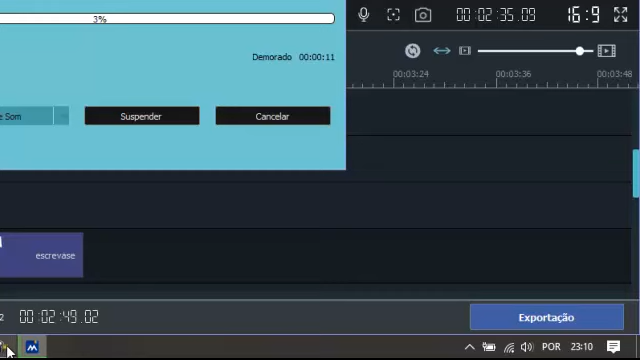 3%
00:02:35.09
16:9
Demorado 00:00:11
00:03:24
00:03:36
00:03:48
e Som
Suspender
Cancelar
escrevase
2
00:02:49.02
Exportação
POR
23:10